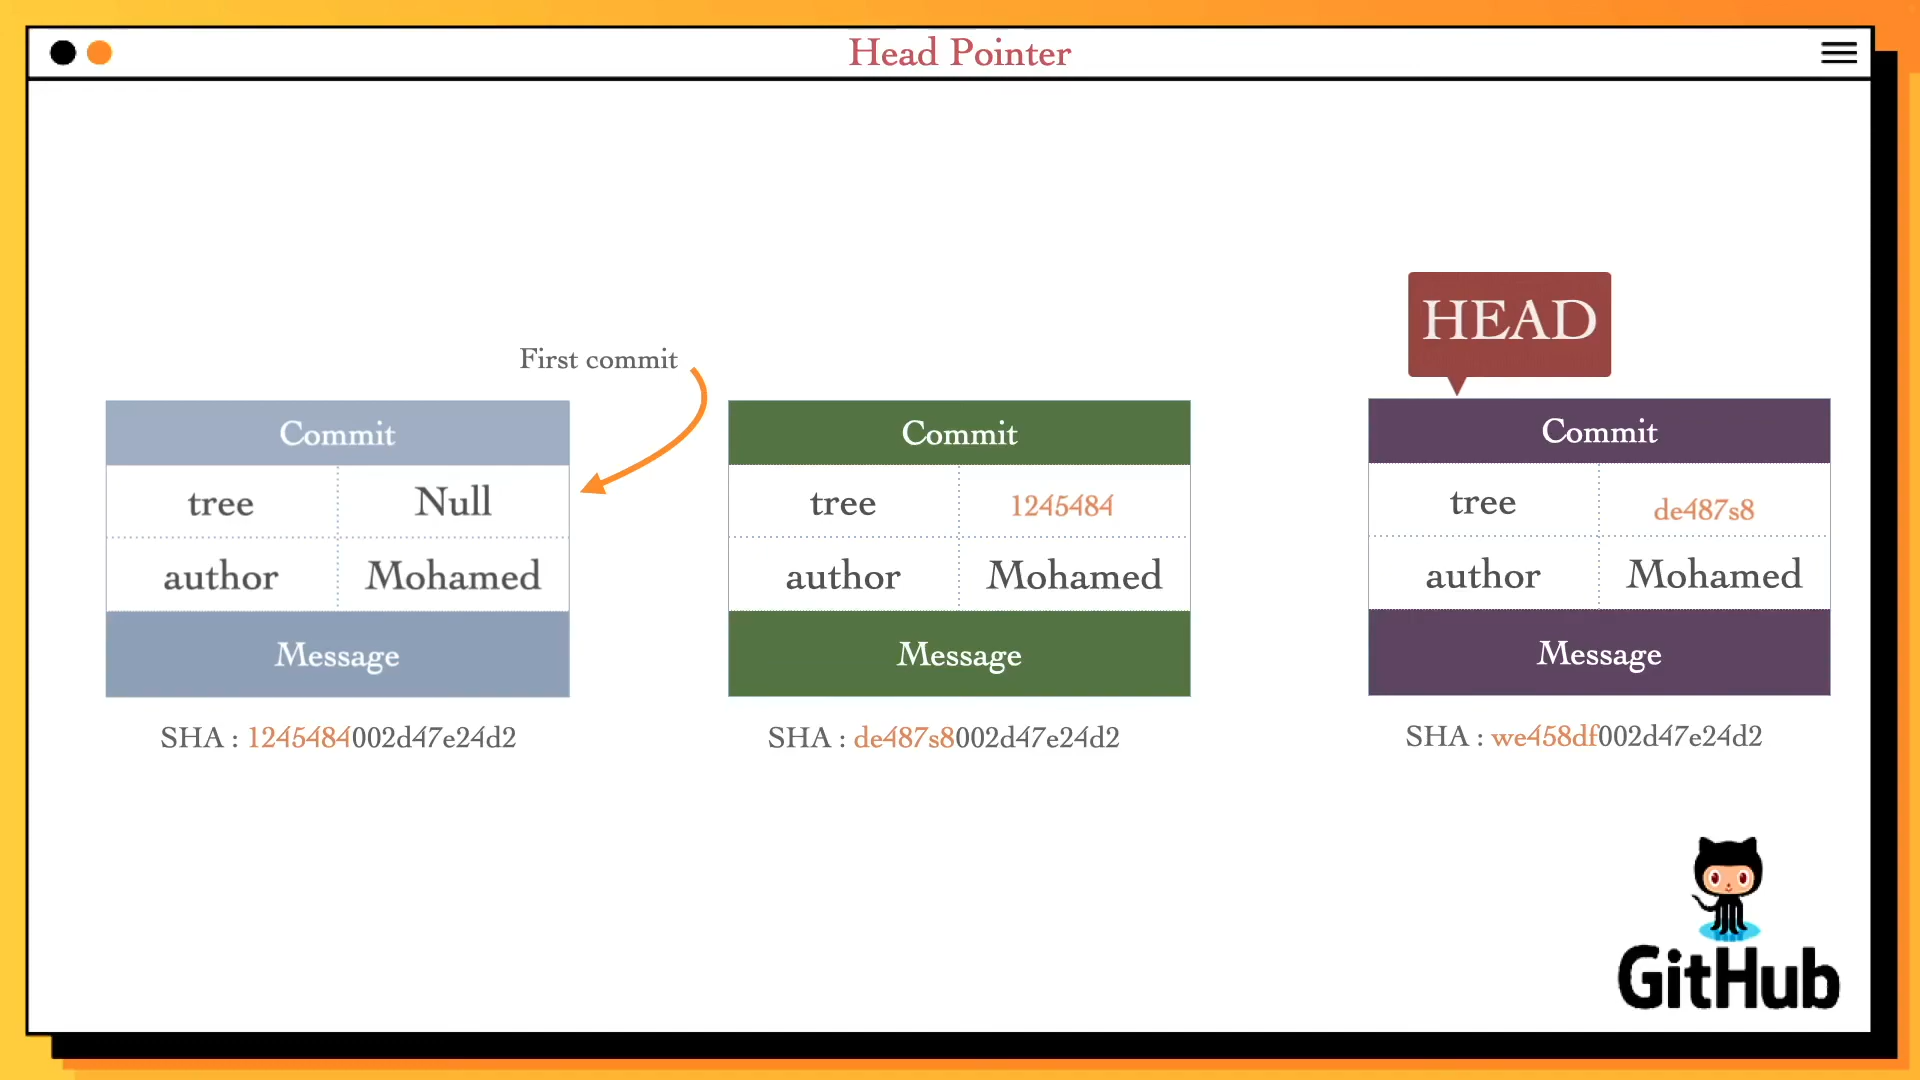 Head Pointer
HEAD
First commit
Commit
tree Null
author Mohamed
Message
SHA : 1245484002d47e24d2
Commit
tree 1245484
author Mohamed
Message
SHA : de487s8002d47e24d2
Commit
tree de487s8
author Mohamed
Message
SHA : we458df002d47e24d2
GitHub